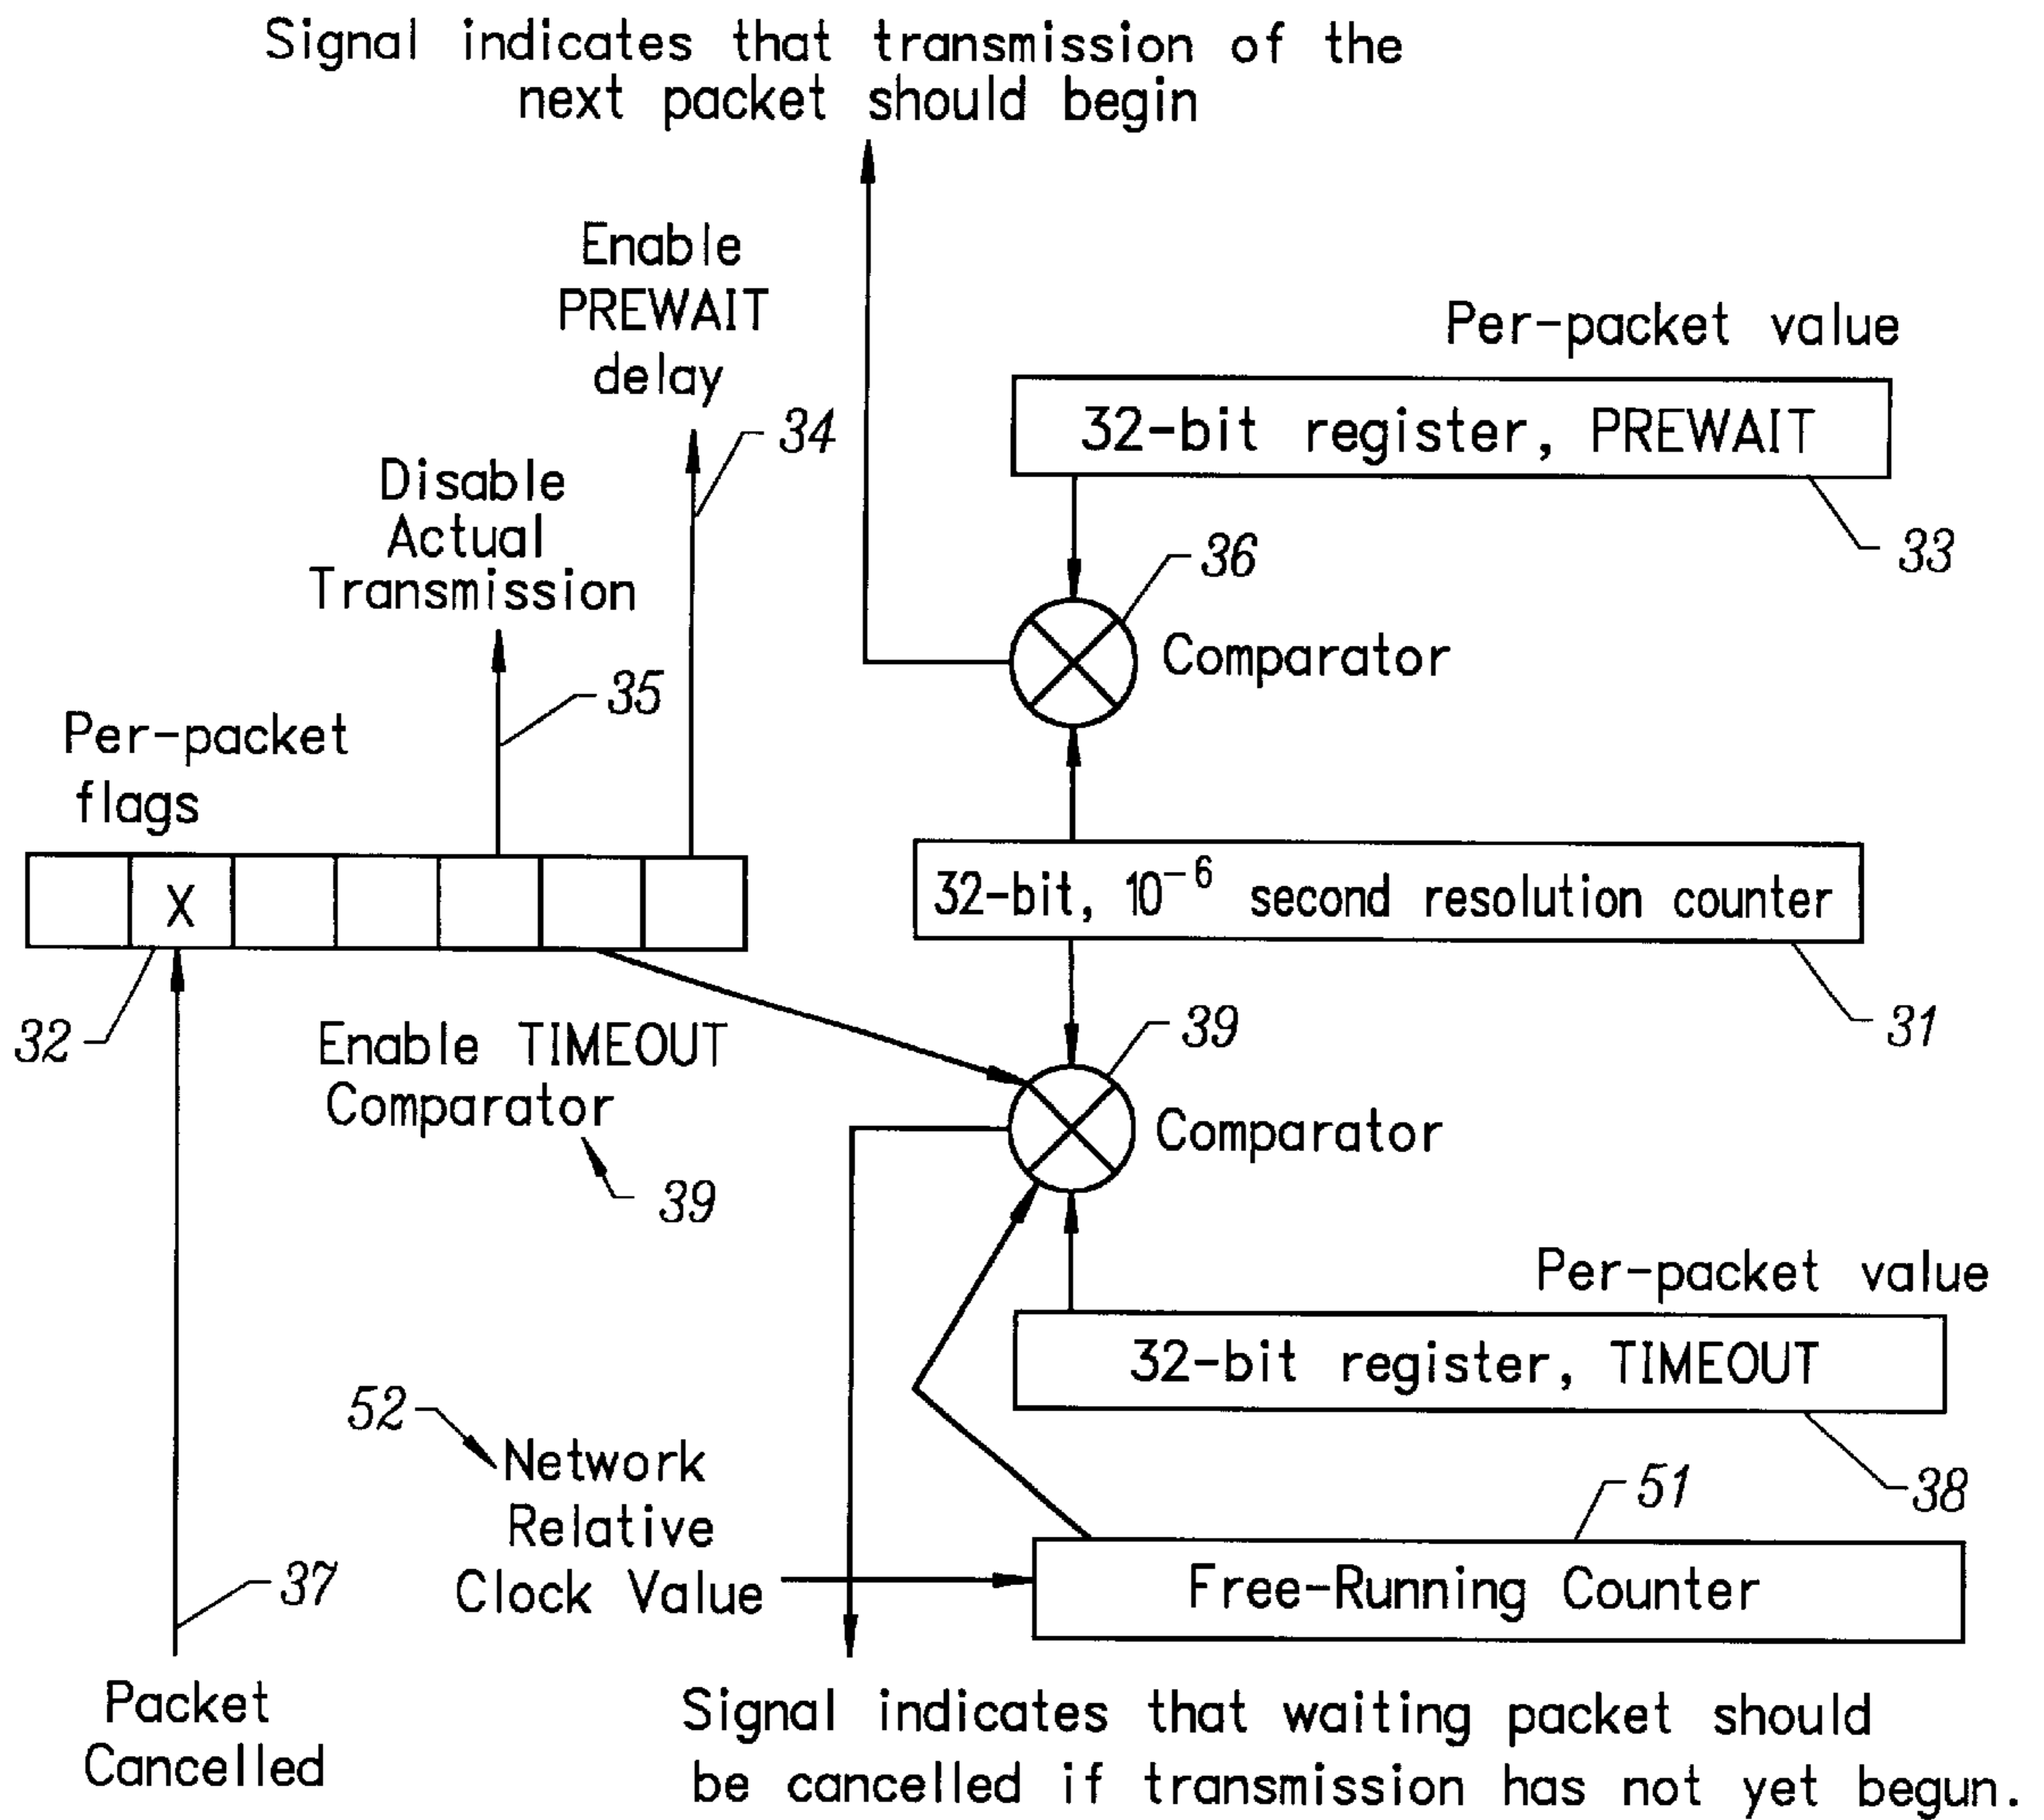 Signal indicates that transmission of the
next packet should begin
Enable
PREWAIT
delay
34
Per-packet value
32-bit register, PREWAIT
33
Disable
Actual
Transmission
35
36
Comparator
Per-packet
flags
X
32
32-bit, 10⁻⁶ second resolution counter
31
Enable TIMEOUT
Comparator
39
39
Comparator
Per-packet value
32-bit register, TIMEOUT
38
52
Network
Relative
Clock Value
51
Free-Running Counter
37
Packet
Cancelled
Signal indicates that waiting packet should
be cancelled if transmission has not yet begun.